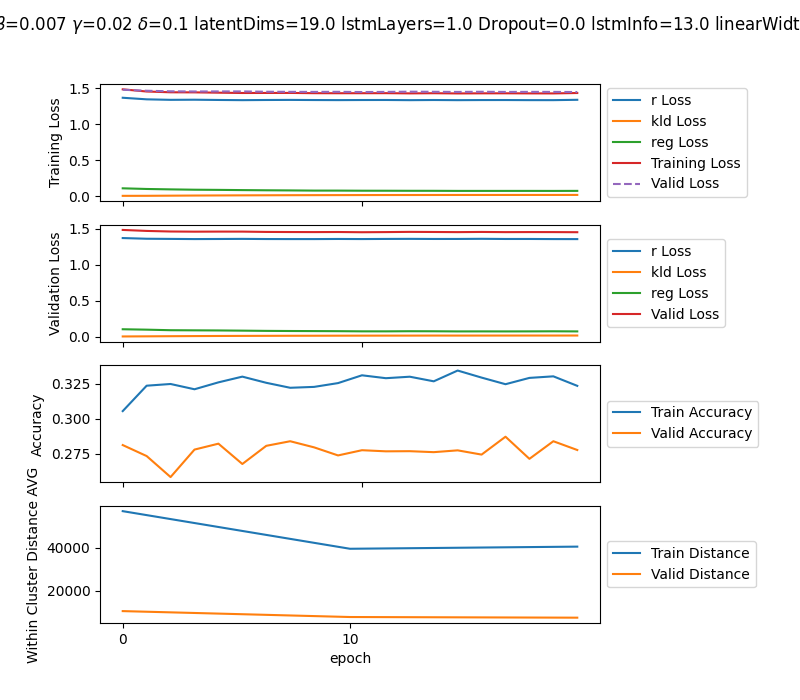 =0.007 γ=0.02 δ=0.1 latentDims=19.0 lstmLayers=1.0 Dropout=0.0 lstmInfo=13.0 linearWidt
Training Loss
1.5
1.0
0.5
0.0
r Loss
kld Loss
reg Loss
Training Loss
Valid Loss
Validation Loss
1.5
1.0
0.5
0.0
r Loss
kld Loss
reg Loss
Valid Loss
Accuracy
0.325
0.300
0.275
Train Accuracy
Valid Accuracy
Within Cluster Distance AVG
40000
20000
Train Distance
Valid Distance
0
10
epoch